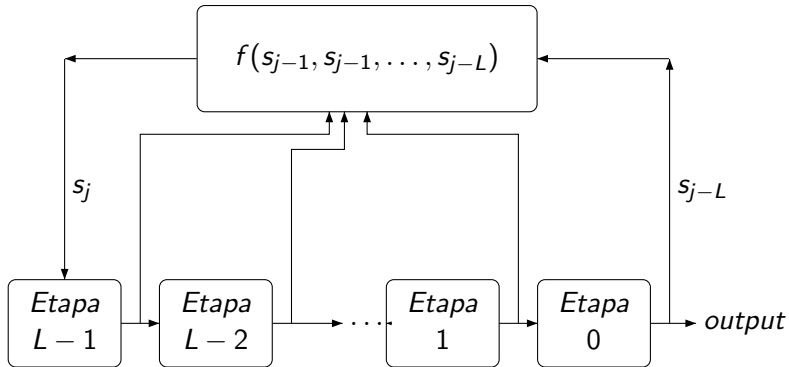 f(s_{j−1}, s_{j−1}, . . . , s_{j−L})
s_j
s_{j−L}
Etapa
L − 1
Etapa
L − 2
· · ·
Etapa
1
Etapa
0
output